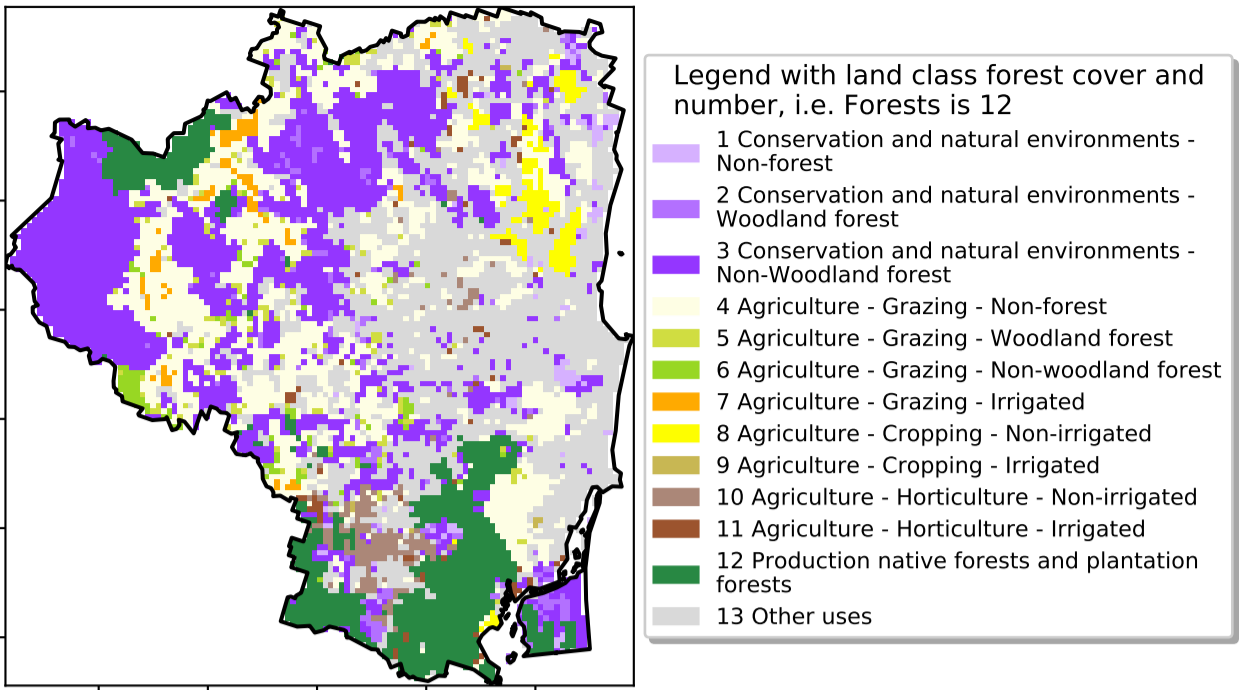 Legend with land class forest cover and
number, i.e. Forests is 12
1 Conservation and natural environments -
Non-forest
2 Conservation and natural environments -
Woodland forest
3 Conservation and natural environments -
Non-Woodland forest
4 Agriculture - Grazing - Non-forest
5 Agriculture - Grazing - Woodland forest
6 Agriculture - Grazing - Non-woodland forest
7 Agriculture - Grazing - Irrigated
8 Agriculture - Cropping - Non-irrigated
9 Agriculture - Cropping - Irrigated
10 Agriculture - Horticulture - Non-irrigated
11 Agriculture - Horticulture - Irrigated
12 Production native forests and plantation
forests
13 Other uses